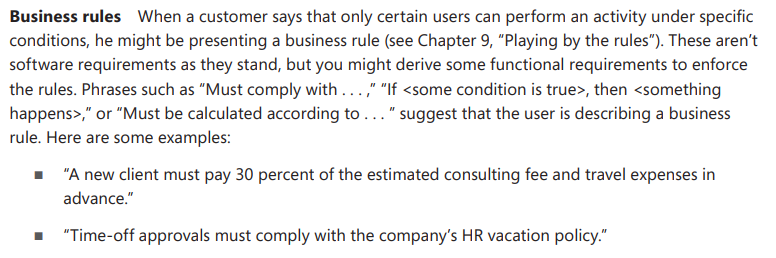 Business rules When a customer says that only certain users can perform an activity under specific
conditions, he might be presenting a business rule (see Chapter 9, “Playing by the rules”). These aren’t
software requirements as they stand, but you might derive some functional requirements to enforce
the rules. Phrases such as “Must comply with . . . ,” “If <some condition is true>, then <something
happens>,” or “Must be calculated according to . . . ” suggest that the user is describing a business
rule. Here are some examples:
■ “A new client must pay 30 percent of the estimated consulting fee and travel expenses in
advance.”
■ “Time-off approvals must comply with the company’s HR vacation policy.”